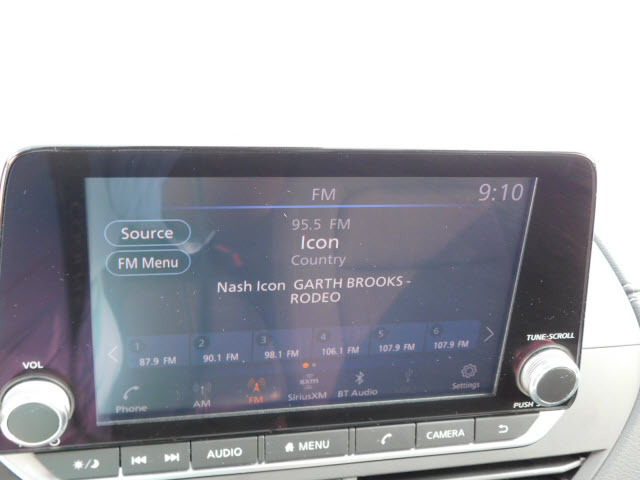 FM
9:10
Source
95.5 FM
Icon
FM Menu
Country
Nash Icon GARTH BROOKS -
RODEO
1 2 3 4 5 6
87.9 FM 90.1 FM 98.1 FM 106.1 FM 107.9 FM 107.9 FM
TUNE·SCROLL
VOL
Phone AM FM SiriusXM BT Audio Settings
PUSH
AUDIO MENU CAMERA